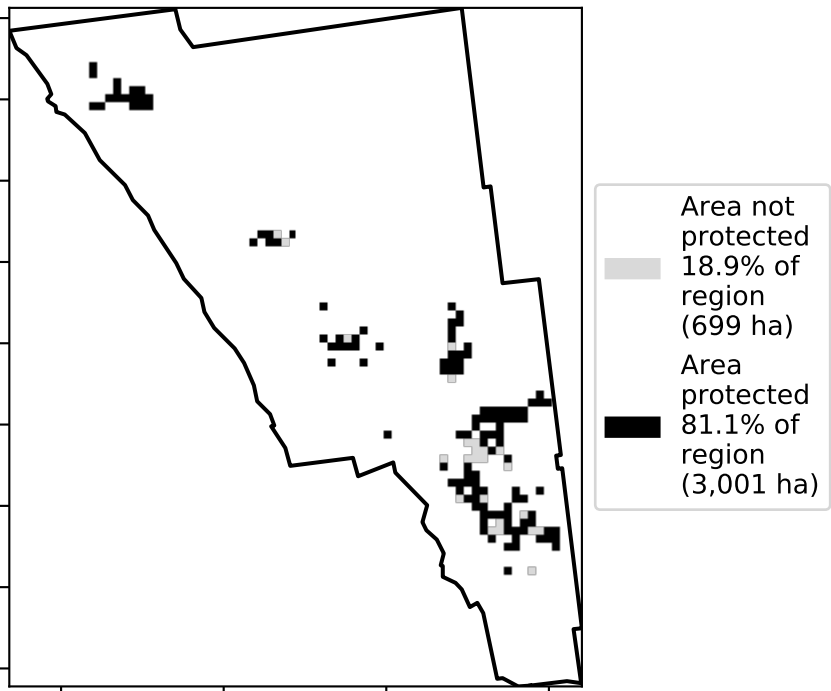 Area not
protected
18.9% of
region
(699 ha)
Area
protected
81.1% of
region
(3,001 ha)